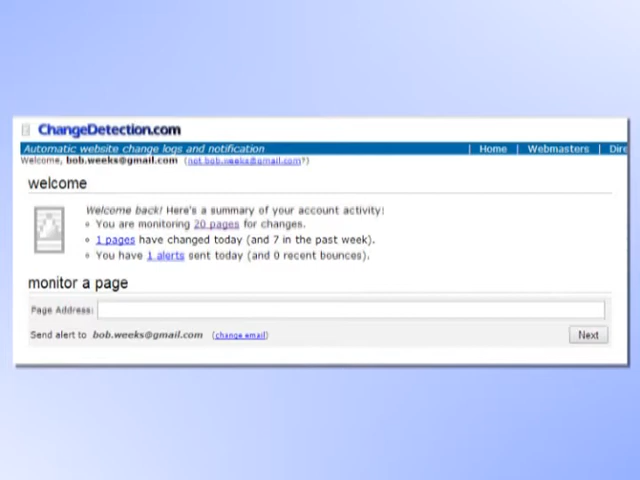 ChangeDetection.com
Automatic website change logs and notification | Home | Webmasters | Dire
Welcome, bob.weeks@gmail.com (not bob.weeks@gmail.com?)
welcome
Welcome back! Here's a summary of your account activity!
You are monitoring 20 pages for changes.
1 pages have changed today (and 7 in the past week).
You have 1 alerts sent today (and 0 recent bounces).
monitor a page
Page Address:
Send alert to bob.weeks@gmail.com (change email) Next